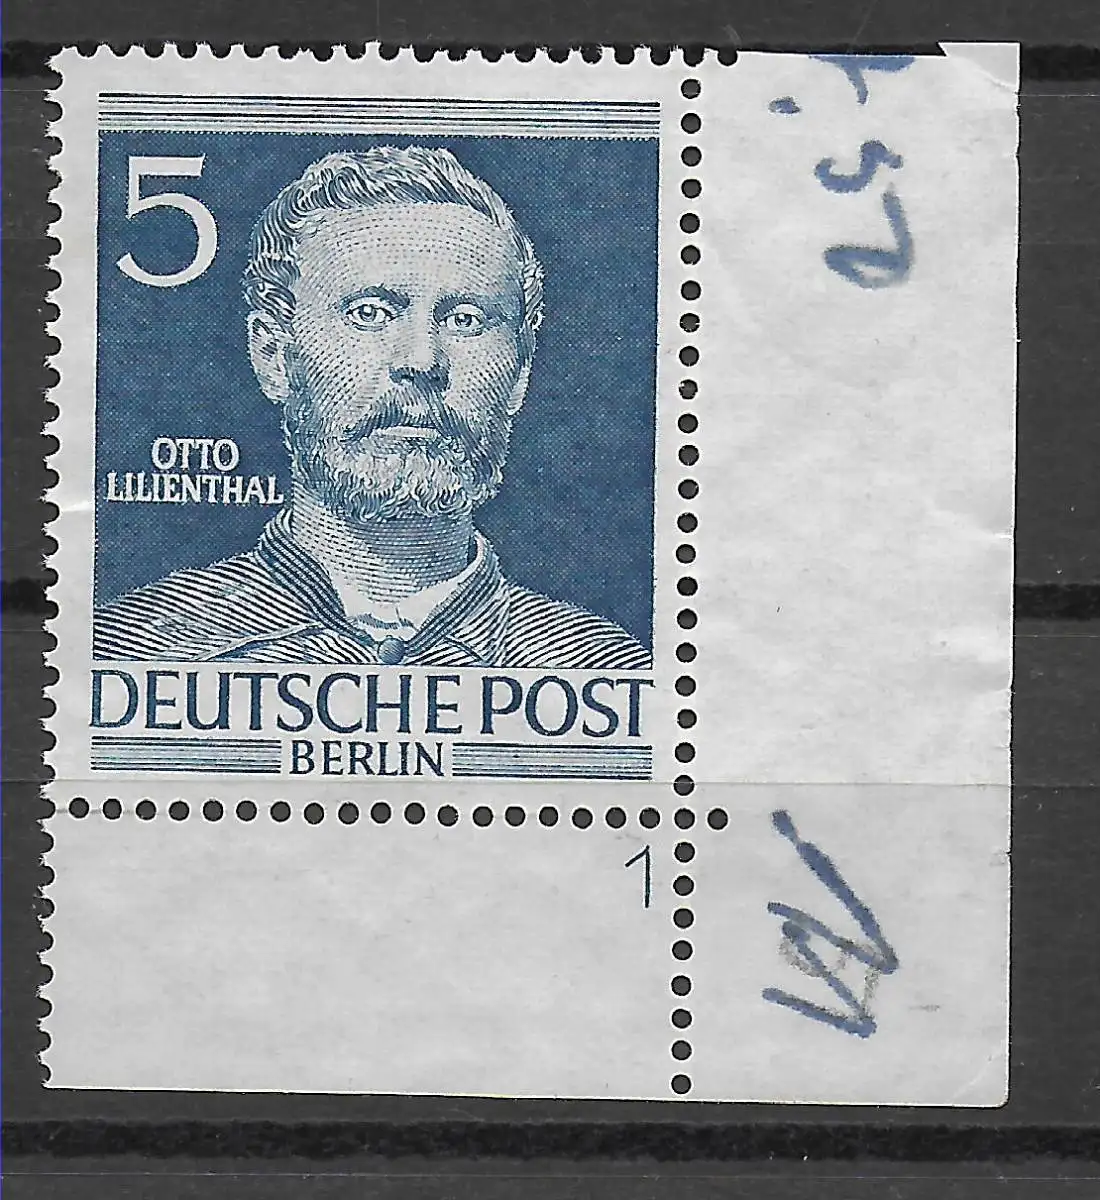 5
OTTO
LILIENTHAL
DEUTSCHE POST
BERLIN
1